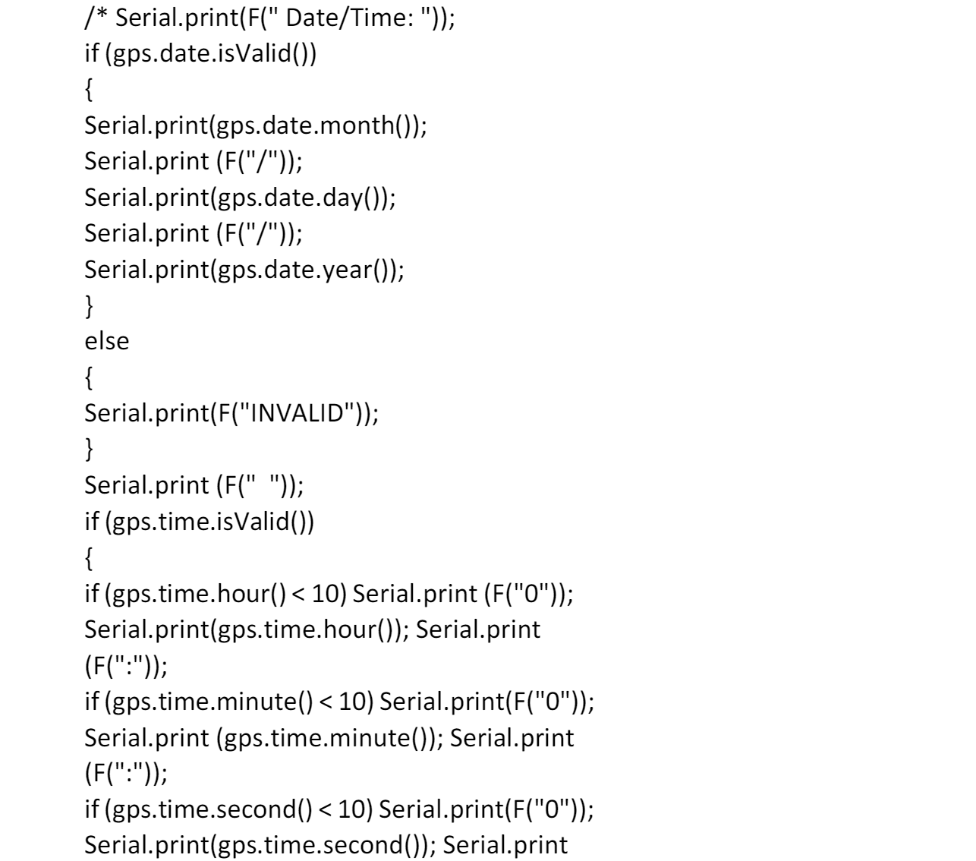 /* Serial.print(F(" Date/Time: "));
if (gps.date.isValid())
{
Serial.print(gps.date.month());
Serial.print (F("/"));
Serial.print(gps.date.day());
Serial.print (F("/"));
Serial.print(gps.date.year());
}
else
{
Serial.print(F("INVALID"));
}
Serial.print (F("  "));
if (gps.time.isValid())
{
if (gps.time.hour() < 10) Serial.print (F("0"));
Serial.print(gps.time.hour()); Serial.print
(F(":"));
if (gps.time.minute() < 10) Serial.print(F("0"));
Serial.print (gps.time.minute()); Serial.print
(F(":"));
if (gps.time.second() < 10) Serial.print(F("0"));
Serial.print(gps.time.second()); Serial.print